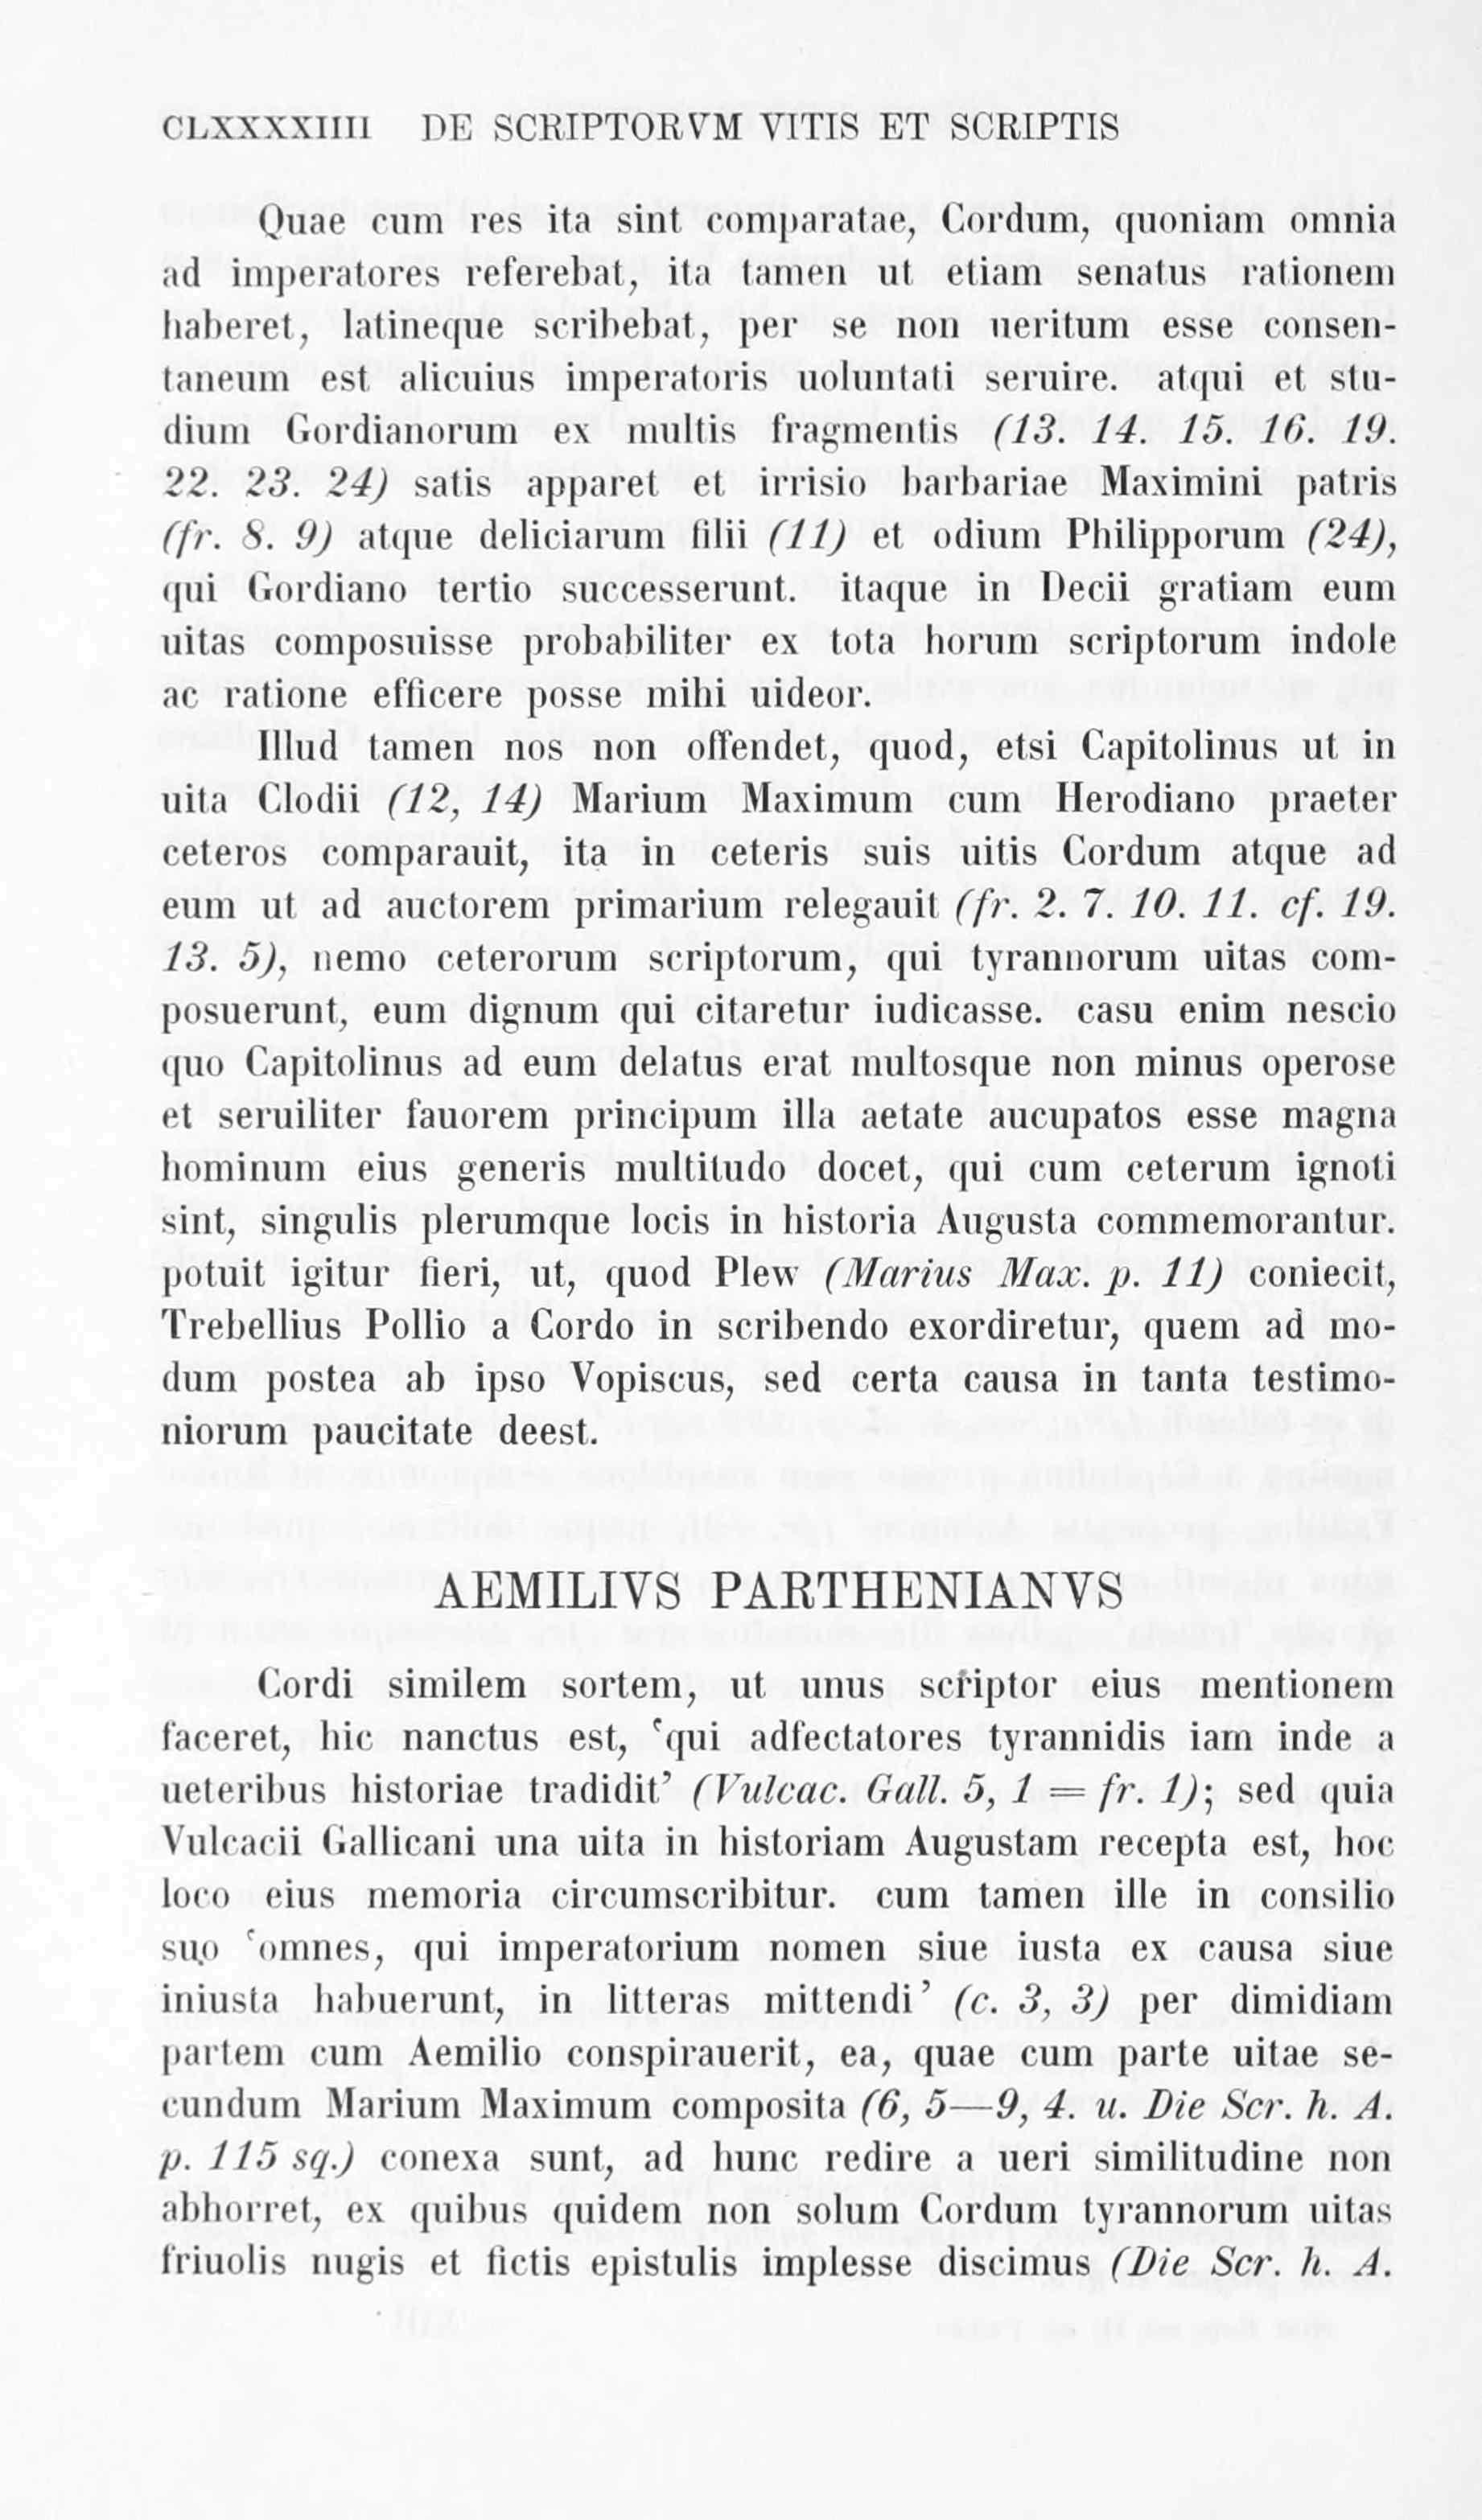 CLXXXXIIII DE SCRIPTORVM VITIS ET SCRIPTIS
Quae cum res ita sint comparatae, Cordum, quoniam omnia
ad imperatores referebat, ita tamen ut etiam senatus rationem
haberet, latineque scribebat, per se non ueritum esse consen-
taneum est alicuius imperatoris uoluntati seruire. atqui et stu-
dium Gordianorum ex multis fragmentis (13. 14. 15. 16. 19.
22. 23. 24) satis apparet et irrisio barbariae Maximini patris
(fr. 8. 9) atque deliciarum filii (11) et odium Philipporum (24),
qui Gordiano tertio successerunt. itaque in Decii gratiam eum
uitas composuisse probabiliter ex tota horum scriptorum indole
ac ratione efficere posse mihi uideor.
Illud tamen nos non offendet, quod, etsi Capitolinus ut in
uita Clodii (12, 14) Marium Maximum cum Herodiano praeter
ceteros comparauit, ita in ceteris suis uitis Cordum atque ad
eum ut ad auctorem primarium relegauit (fr. 2. 7. 10. 11. cf. 19.
13. 5), nemo ceterorum scriptorum, qui tyrannorum uitas com-
posuerunt, eum dignum qui citaretur iudicasse. casu enim nescio
quo Capitolinus ad eum delatus erat multosque non minus operose
et seruiliter fauorem principum illa aetate aucupatos esse magna
hominum eius generis multitudo docet, qui cum ceterum ignoti
sint, singulis plerumque locis in historia Augusta commemorantur.
potuit igitur fieri, ut, quod Plew (Marius Max. p. 11) coniecit,
Trebellius Pollio a Cordo in scribendo exordiretur, quem ad mo-
dum postea ab ipso Vopiscus, sed certa causa in tanta testimo-
niorum paucitate deest.
AEMILIVS PARTHENIANVS
Cordi similem sortem, ut unus scriptor eius mentionem
faceret, hic nanctus est, ‘qui adfectatores tyrannidis iam inde a
ueteribus historiae tradidit’ (Vulcac. Gall. 5, 1 = fr. 1); sed quia
Vulcacii Gallicani una uita in historiam Augustam recepta est, hoc
loco eius memoria circumscribitur. cum tamen ille in consilio
suo ‘omnes, qui imperatorium nomen siue iusta ex causa siue
iniusta habuerunt, in litteras mittendi’ (c. 3, 3) per dimidiam
partem cum Aemilio conspirauerit, ea, quae cum parte uitae se-
cundum Marium Maximum composita (6, 5—9, 4. u. Die Scr. h. A.
p. 115 sq.) conexa sunt, ad hunc redire a ueri similitudine non
abhorret, ex quibus quidem non solum Cordum tyrannorum uitas
friuolis nugis et fictis epistulis implesse discimus (Die Scr. h. A.